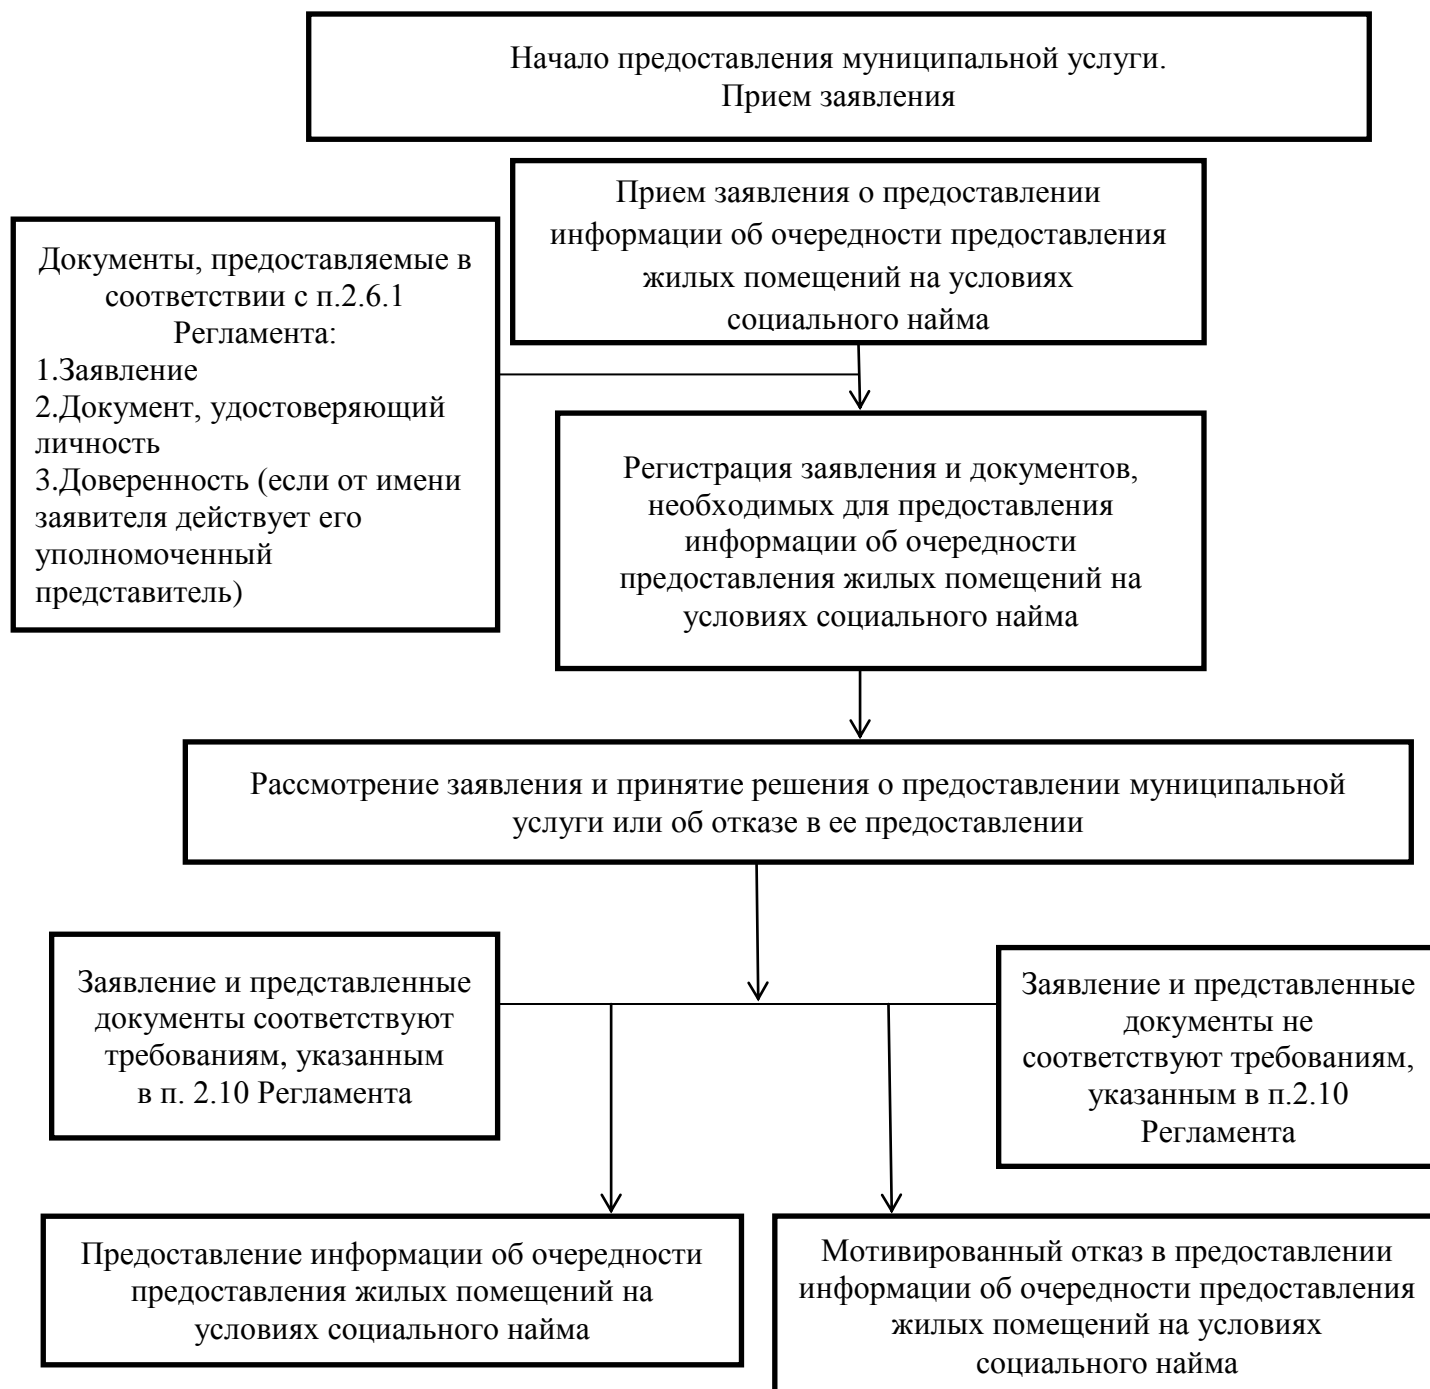 Начало предоставления муниципальной услуги.
Прием заявления
Прием заявления о предоставлении
информации об очередности предоставления
жилых помещений на условиях
социального найма
Документы, предоставляемые в
соответствии с п.2.6.1
Регламента:
1.Заявление
2.Документ, удостоверяющий
личность
3.Доверенность (если от имени
заявителя действует его
уполномоченный
представитель)
Регистрация заявления и документов,
необходимых для предоставления
информации об очередности
предоставления жилых помещений на
условиях социального найма
Рассмотрение заявления и принятие решения о предоставлении муниципальной
услуги или об отказе в ее предоставлении
Заявление и представленные
документы соответствуют
требованиям, указанным
в п. 2.10 Регламента
Заявление и представленные
документы не
соответствуют требованиям,
указанным в п.2.10
Регламента
Предоставление информации об очередности
предоставления жилых помещений на
условиях социального найма
Мотивированный отказ в предоставлении
информации об очередности предоставления
жилых помещений на условиях
социального найма